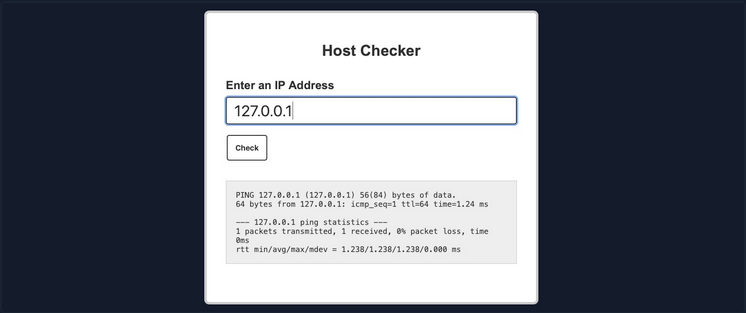 Host Checker
Enter an IP Address
127.0.0.1
Check
PING 127.0.0.1 (127.0.0.1) 56(84) bytes of data.
64 bytes from 127.0.0.1: icmp_seq=1 ttl=64 time=1.24 ms
--- 127.0.0.1 ping statistics ---
1 packets transmitted, 1 received, 0% packet loss, time
0ms
rtt min/avg/max/mdev = 1.238/1.238/1.238/0.000 ms